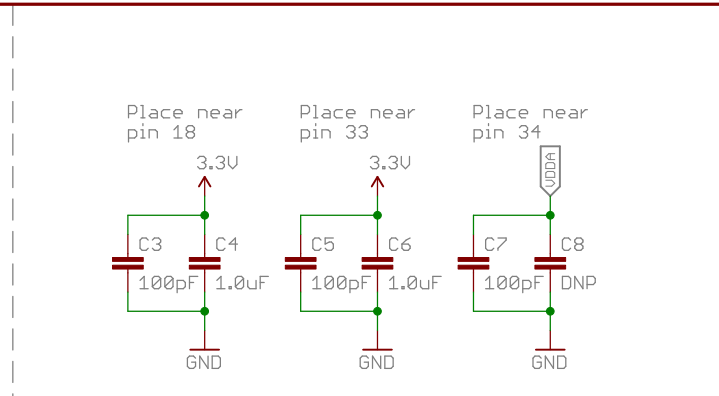 Place near
pin 18
Place near
pin 33
Place near
pin 34
3.3V
3.3V
VDDA
C3
C4
C5
C6
C7
C8
100pF
1.0uF
100pF
1.0uF
100pF
DNP
GND
GND
GND